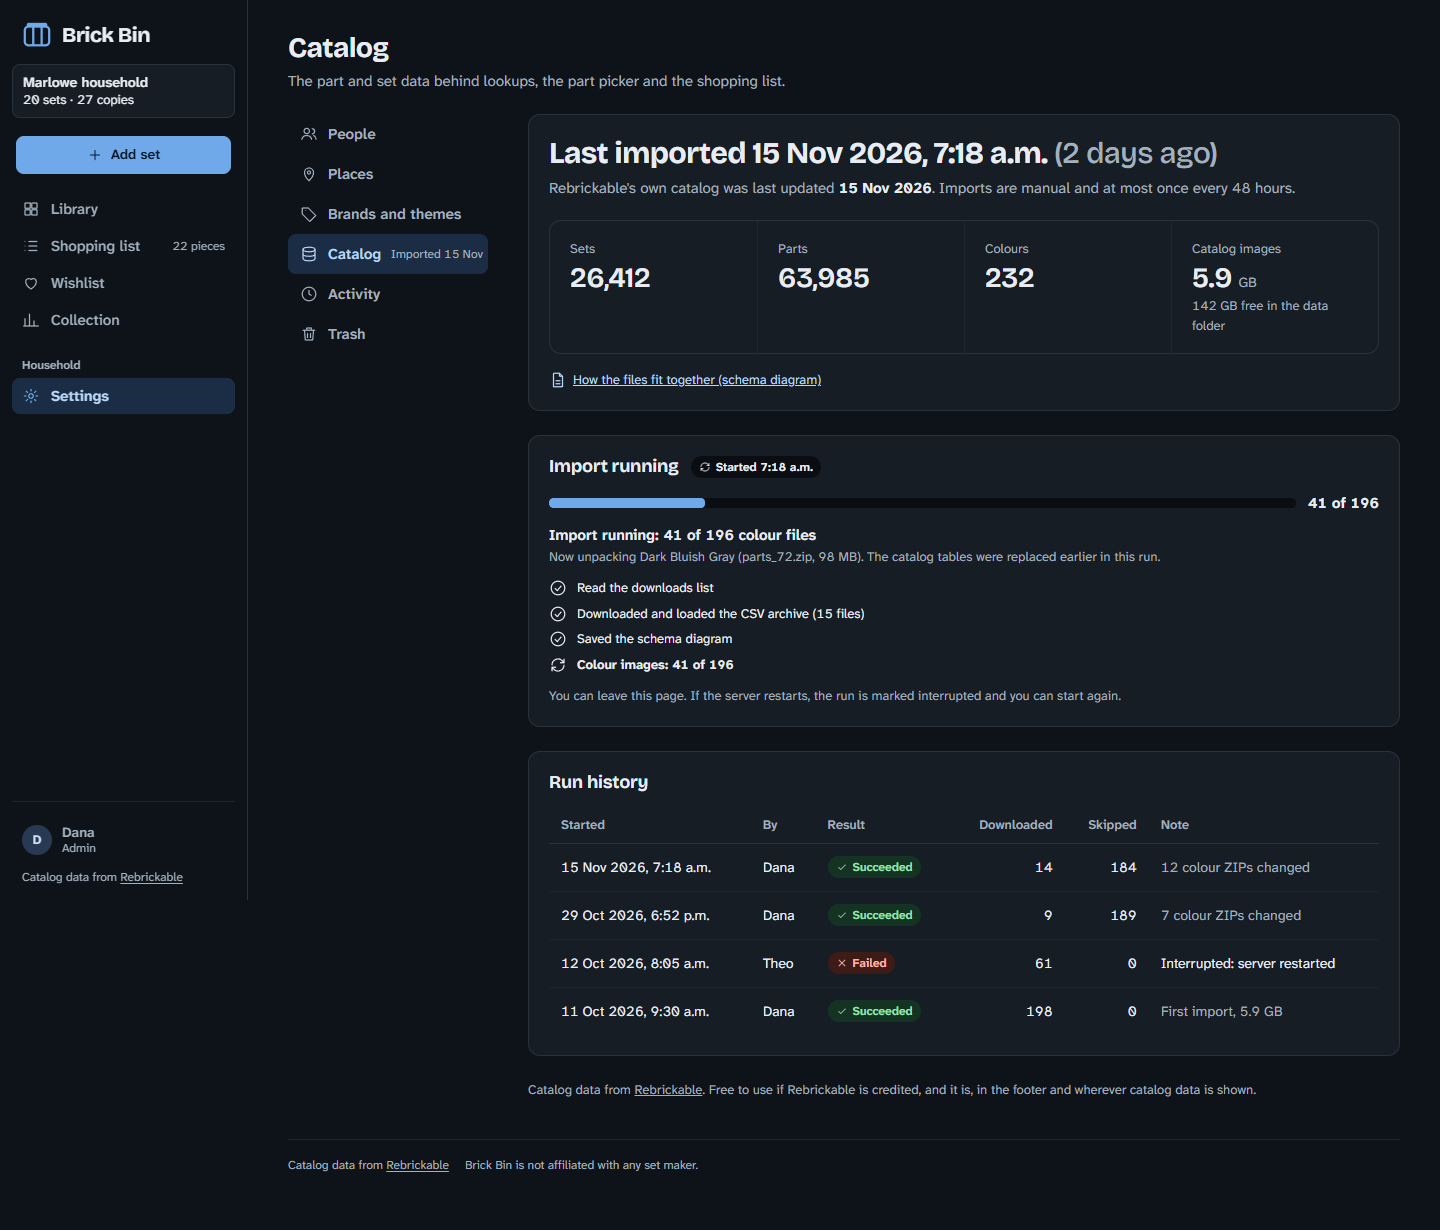 Brick Bin
Marlowe household
20 sets · 27 copies
Add set
Library
Shopping list 22 pieces
Wishlist
Collection
Household
Settings
D
Dana
Admin
Catalog data from Rebrickable
Catalog
The part and set data behind lookups, the part picker and the shopping list.
People
Places
Brands and themes
Catalog Imported 15 Nov
Activity
Trash
Last imported 15 Nov 2026, 7:18 a.m. (2 days ago)
Rebrickable's own catalog was last updated 15 Nov 2026. Imports are manual and at most once every 48 hours.
Sets
26,412
Parts
63,985
Colours
232
Catalog images
5.9 GB
142 GB free in the data
folder
How the files fit together (schema diagram)
Import running Started 7:18 a.m.
41 of 196
Import running: 41 of 196 colour files
Now unpacking Dark Bluish Gray (parts_72.zip, 98 MB). The catalog tables were replaced earlier in this run.
Read the downloads list
Downloaded and loaded the CSV archive (15 files)
Saved the schema diagram
Colour images: 41 of 196
You can leave this page. If the server restarts, the run is marked interrupted and you can start again.
Run history
Started By Result Downloaded Skipped Note
15 Nov 2026, 7:18 a.m. Dana Succeeded 14 184 12 colour ZIPs changed
29 Oct 2026, 6:52 p.m. Dana Succeeded 9 189 7 colour ZIPs changed
12 Oct 2026, 8:05 a.m. Theo Failed 61 0 Interrupted: server restarted
11 Oct 2026, 9:30 a.m. Dana Succeeded 198 0 First import, 5.9 GB
Catalog data from Rebrickable. Free to use if Rebrickable is credited, and it is, in the footer and wherever catalog data is shown.
Catalog data from Rebrickable Brick Bin is not affiliated with any set maker.